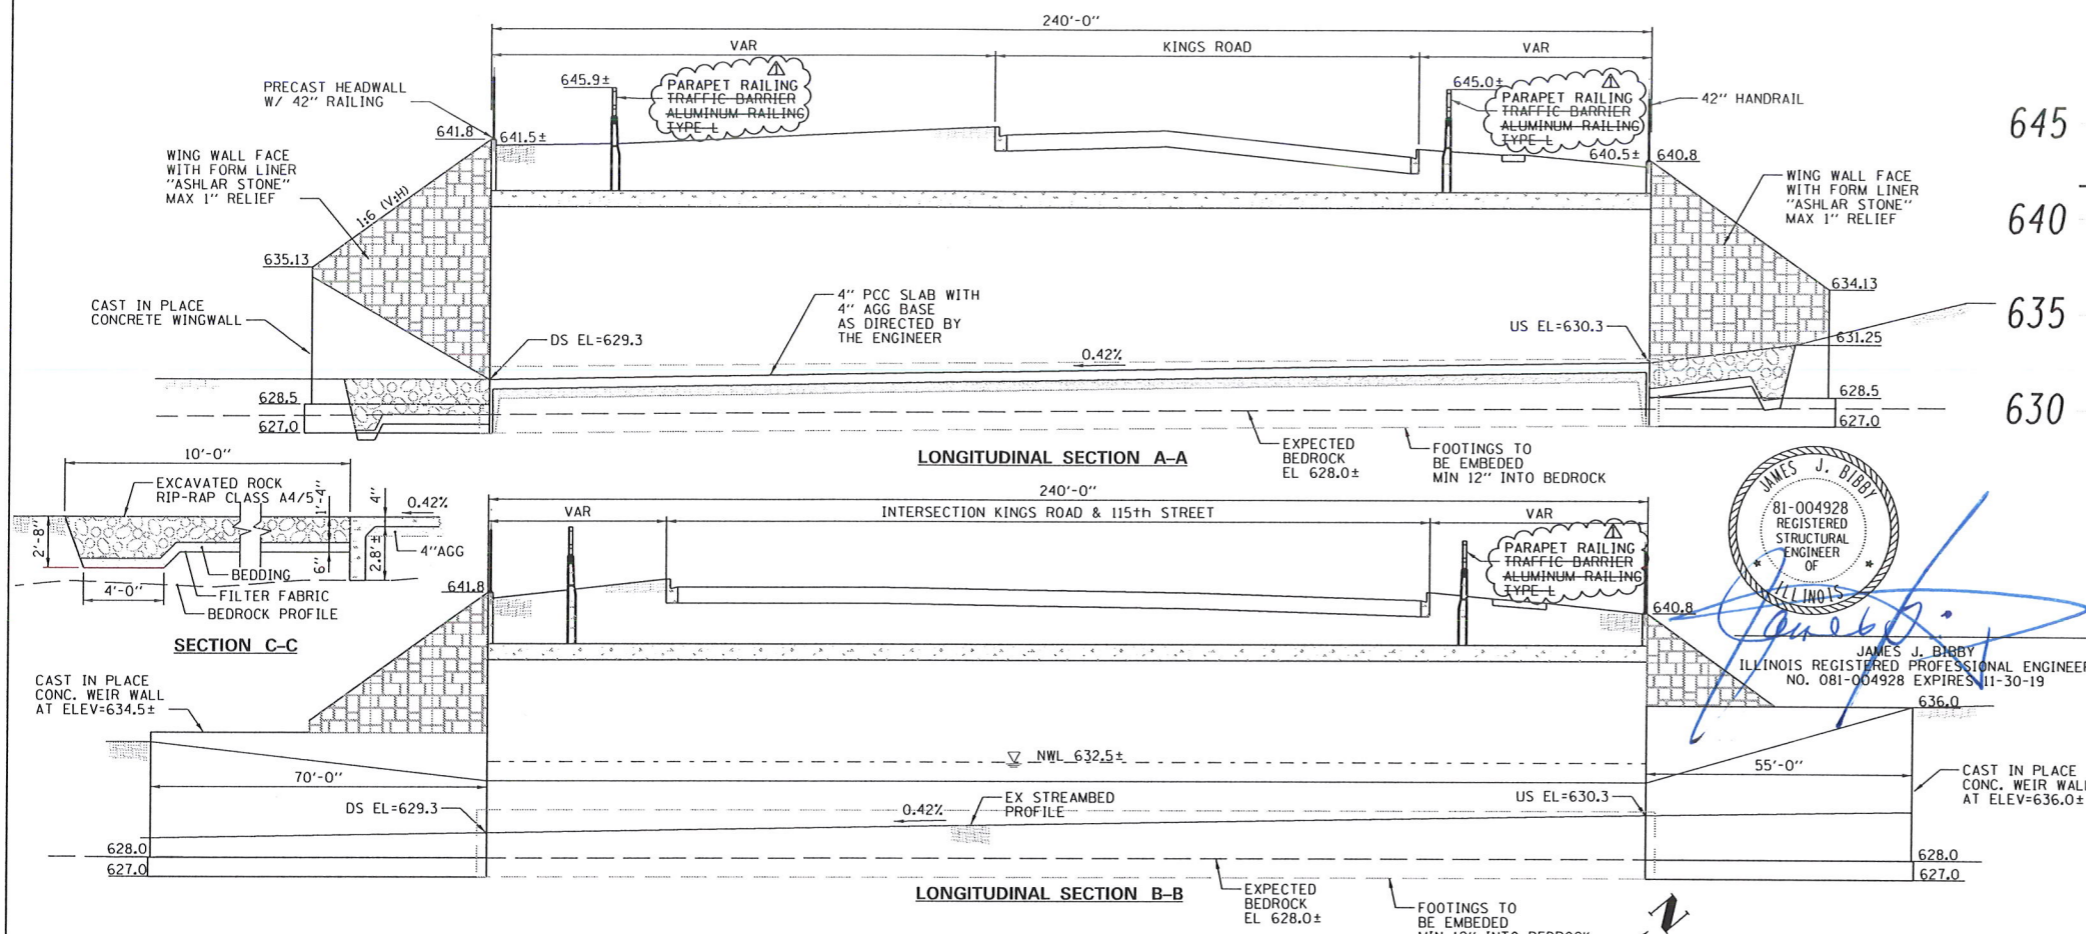 240'-0"
VAR
KINGS ROAD
VAR
PRECAST HEADWALL
W/ 42" RAILING
645.9±
PARAPET RAILING
TRAFFIC BARRIER
ALUMINUM RAILING
TYPE L
645.0±
PARAPET RAILING
TRAFFIC BARRIER
ALUMINUM RAILING
TYPE L
42" HANDRAIL
645
641.8
641.5±
640.5±
640.8
WING WALL FACE
WITH FORM LINER
"ASHLAR STONE"
MAX 1" RELIEF
1:6 (V:H)
WING WALL FACE
WITH FORM LINER
"ASHLAR STONE"
MAX 1" RELIEF
640
635.13
634.13
CAST IN PLACE
CONCRETE WINGWALL
4" PCC SLAB WITH
4" AGG BASE
AS DIRECTED BY
THE ENGINEER
DS EL=629.3
0.42%
US EL=630.3
635
631.25
628.5
627.0
628.5
627.0
630
LONGITUDINAL SECTION A-A
EXPECTED
BEDROCK
EL 628.0±
FOOTINGS TO
BE EMBEDED
MIN 12" INTO BEDROCK
10'-0"
EXCAVATED ROCK
RIP-RAP CLASS A4/5
1'-4"
4"
0.42%
2'-8"
6"
2.8'±
4"AGG
BEDDING
4'-0"
FILTER FABRIC
BEDROCK PROFILE
SECTION C-C
240'-0"
VAR
INTERSECTION KINGS ROAD & 115th STREET
VAR
PARAPET RAILING
TRAFFIC BARRIER
ALUMINUM RAILING
TYPE L
641.8
640.8
JAMES J. BIBBY
81-004928
REGISTERED
STRUCTURAL
ENGINEER
OF
ILLINOIS
JAMES J. BIBBY
ILLINOIS REGISTERED PROFESSIONAL ENGINEER
NO. 081-004928 EXPIRES 11-30-19
CAST IN PLACE
CONC. WEIR WALL
AT ELEV=634.5±
636.0
NWL 632.5±
70'-0"
55'-0"
CAST IN PLACE
CONC. WEIR WALL
AT ELEV=636.0±
DS EL=629.3
0.42%
EX STREAMBED
PROFILE
US EL=630.3
628.0
627.0
628.0
627.0
LONGITUDINAL SECTION B-B
EXPECTED
BEDROCK
EL 628.0±
FOOTINGS TO
BE EMBEDED
MIN 12" INTO BEDROCK
N